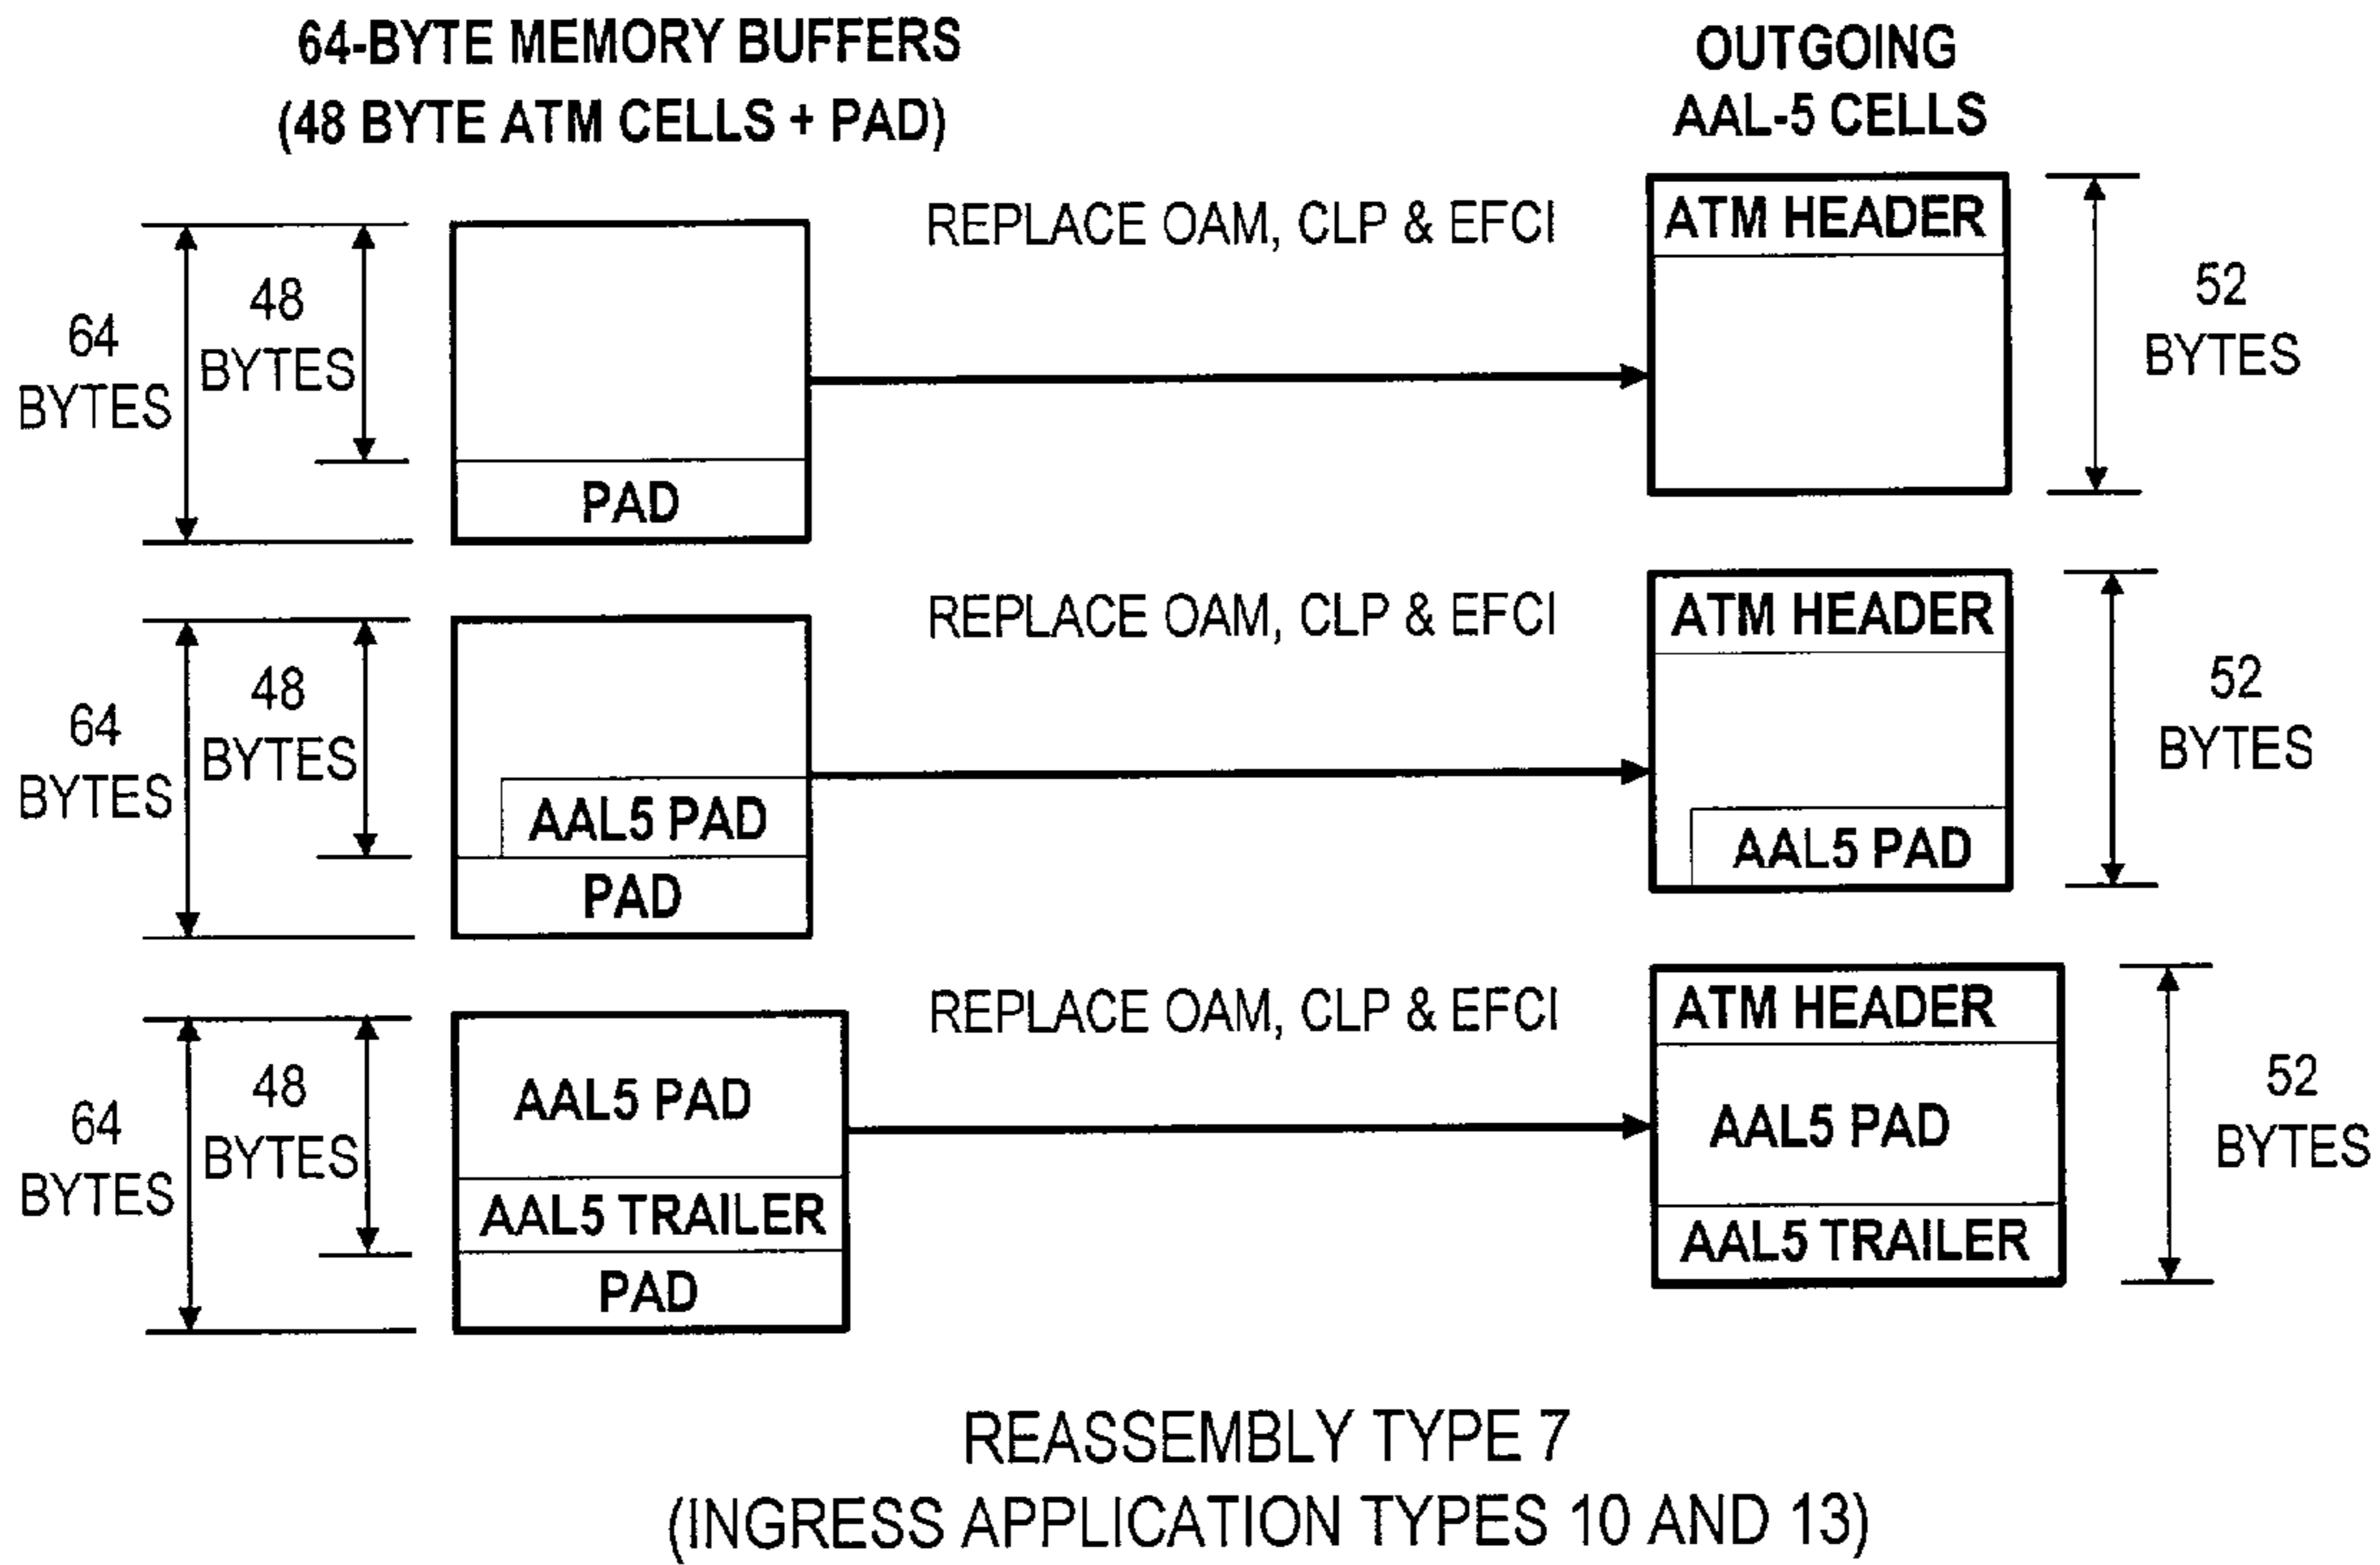 64-BYTE MEMORY BUFFERS
(48 BYTE ATM CELLS + PAD)
OUTGOING
AAL-5 CELLS
64
BYTES
48
BYTES
PAD
REPLACE OAM, CLP & EFCI
ATM HEADER
52
BYTES
64
BYTES
48
BYTES
AAL5 PAD
PAD
REPLACE OAM, CLP & EFCI
ATM HEADER
AAL5 PAD
52
BYTES
64
BYTES
48
BYTES
AAL5 PAD
AAL5 TRAILER
PAD
REPLACE OAM, CLP & EFCI
ATM HEADER
AAL5 PAD
AAL5 TRAILER
52
BYTES
REASSEMBLY TYPE 7
(INGRESS APPLICATION TYPES 10 AND 13)